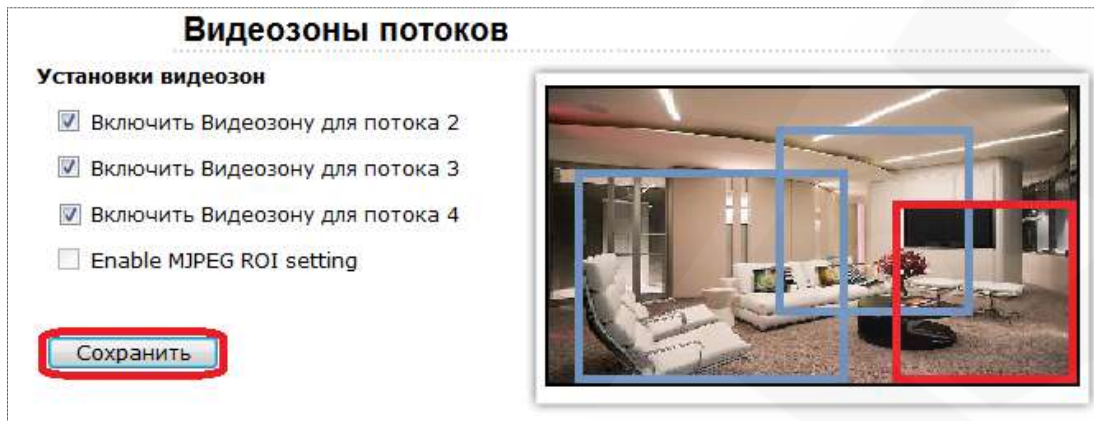 Видеозоны потоков
Установки видеозон
Включить Видеозону для потока 2
Включить Видеозону для потока 3
Включить Видеозону для потока 4
Enable MJPEG ROI setting
Сохранить